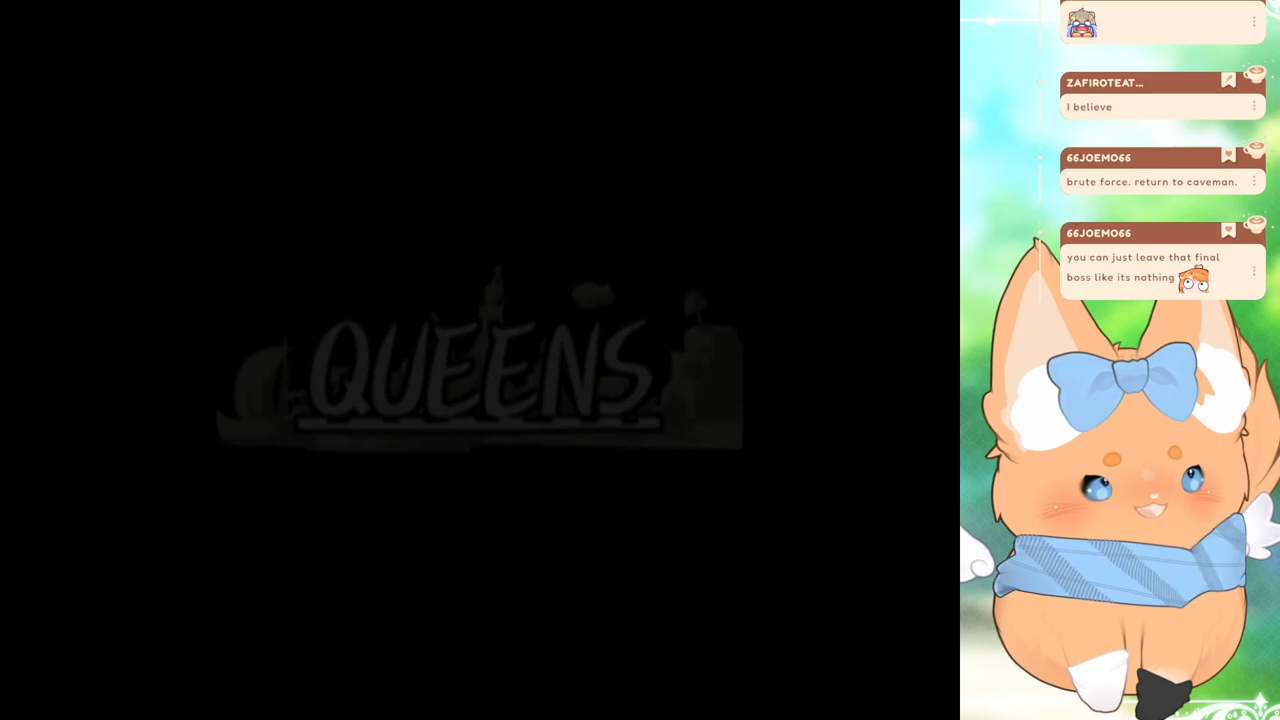 QUEENS
ZAFIROTEAT...
I believe
66JOEMO66
brute force. return to caveman.
66JOEMO66
you can just leave that final
boss like its nothing